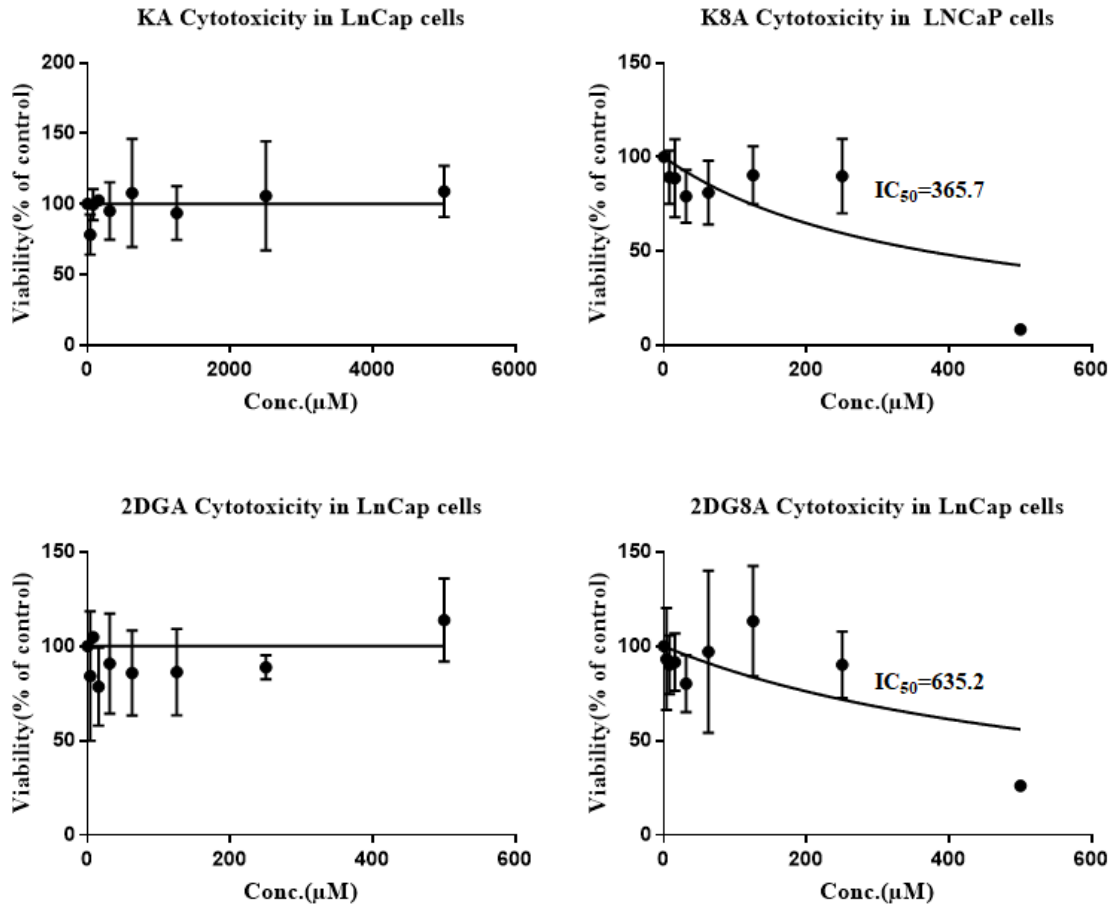 KA Cytotoxicity in LnCap cells
200
150
100
50
0
Viability(% of control)
0 2000 4000 6000
Conc.(µM)
K8A Cytotoxicity in LNCaP cells
150
100
50
0
Viability(% of control)
IC50=365.7
0 200 400 600
Conc.(µM)
2DGA Cytotoxicity in LnCap cells
150
100
50
0
Viability(% of control)
0 200 400 600
Conc.(µM)
2DG8A Cytotoxicity in LnCap cells
150
100
50
0
Viability(% of control)
IC50=635.2
0 200 400 600
Conc.(µM)